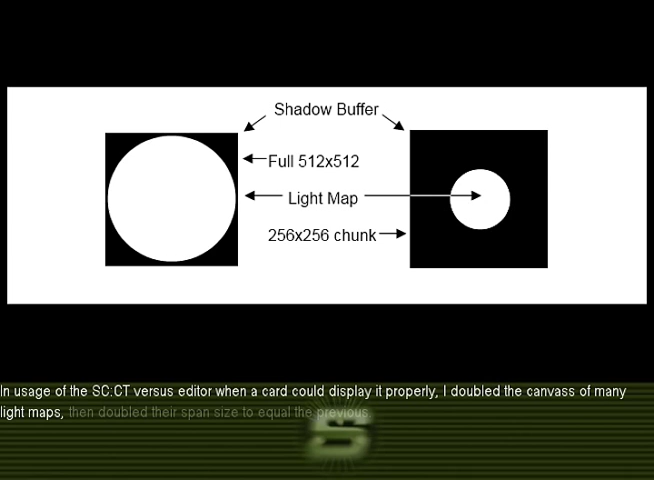 Shadow Buffer
Full 512x512
Light Map
256x256 chunk
In usage of the SC:CT versus editor when a card could display it properly, I doubled the canvass of many
light maps, then doubled their span size to equal the previous
S